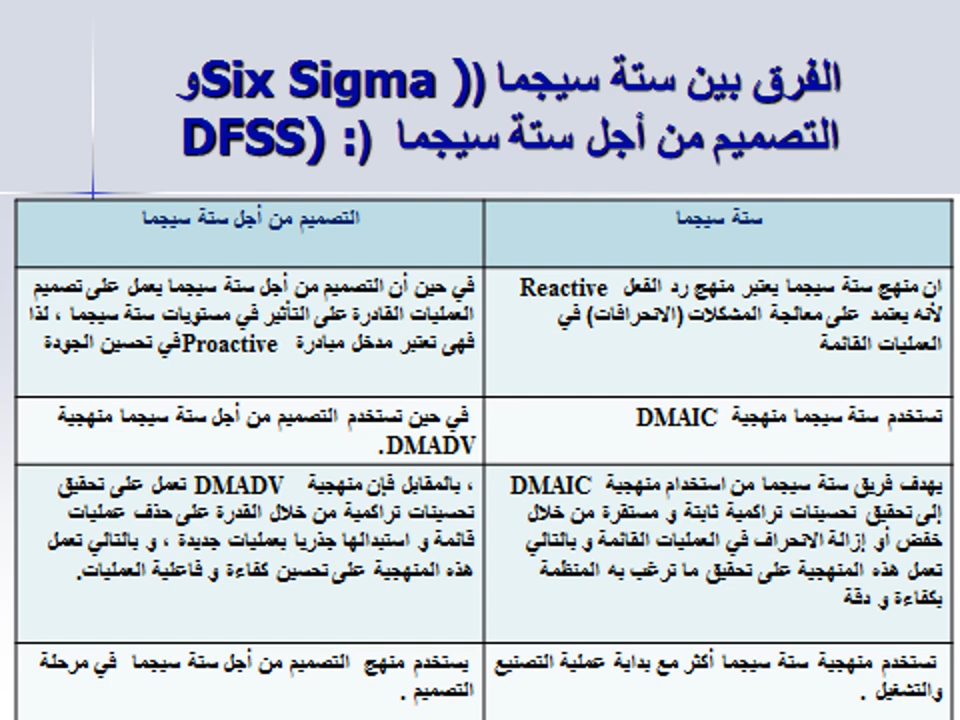 الفرق بين ستة سيجما (( Six Sigmaو
التصميم من أجل ستة سيجما (: (DFSS
ستة سيجما
التصميم من أجل ستة سيجما
ان منهج ستة سيجما يعتبر منهج رد الفعل Reactive
لأنه يعتمد على معالجة المشكلات (الانحرافات) في
العمليات القائمة
في حين أن التصميم من أجل ستة سيجما يعمل على تصميم
العمليات القادرة على التأثير في مستويات ستة سيجما ، لذا
فهى تعتبر مدخل مبادرة Proactiveفي تحسين الجودة
تستخدم ستة سيجما منهجية DMAIC
في حين تستخدم التصميم من أجل ستة سيجما منهجية
DMADV.
يهدف فريق ستة سيجما من استخدام منهجية DMAIC
إلى تحقيق تحسينات تراكمية ثابتة و مستقرة من خلال
خفض أو إزالة الانحراف في العمليات القائمة و بالتالي
تعمل هذه المنهجية على تحقيق ما ترغب به المنظمة
بكفاءة و دقة
، بالمقابل فإن منهجية DMADV تعمل على تحقيق
تحسينات تراكمية من خلال القدرة على حذف عمليات
قائمة و استبدالها جذريا بعمليات جديدة ، و بالتالي تعمل
هذه المنهجية على تحسين كفاءة و فاعلية العمليات.
تستخدم منهجية ستة سيجما أكثر مع بداية عملية التصنيع
والتشغيل .
يستخدم منهج التصميم من أجل ستة سيجما في مرحلة
التصميم .